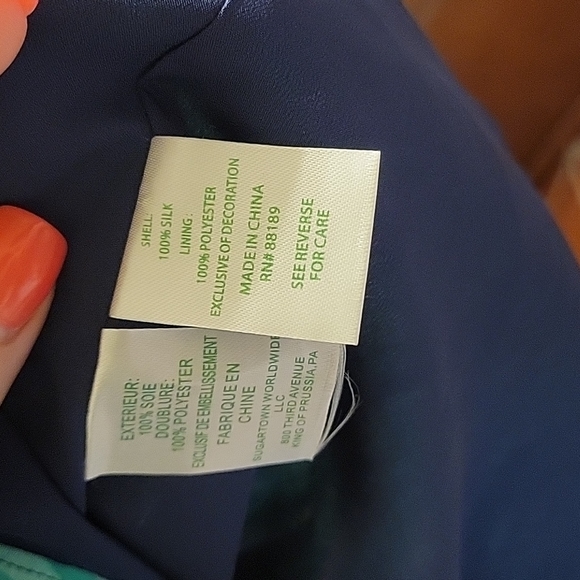 SHELL:
100% SILK
LINING:
100% POLYESTER
EXCLUSIVE OF DECORATION
MADE IN CHINA
RN# 88189
SEE REVERSE
FOR CARE
EXTERIEUR:
100% SOIE
DOUBLURE:
100% POLYESTER
EXCLUSIF DE EMBELLISSEMENT
FABRIQUE EN
CHINE
SUGARTOWN WORLDWIDE
LLC
800 THIRD AVENUE
KING OF PRUSSIA,PA